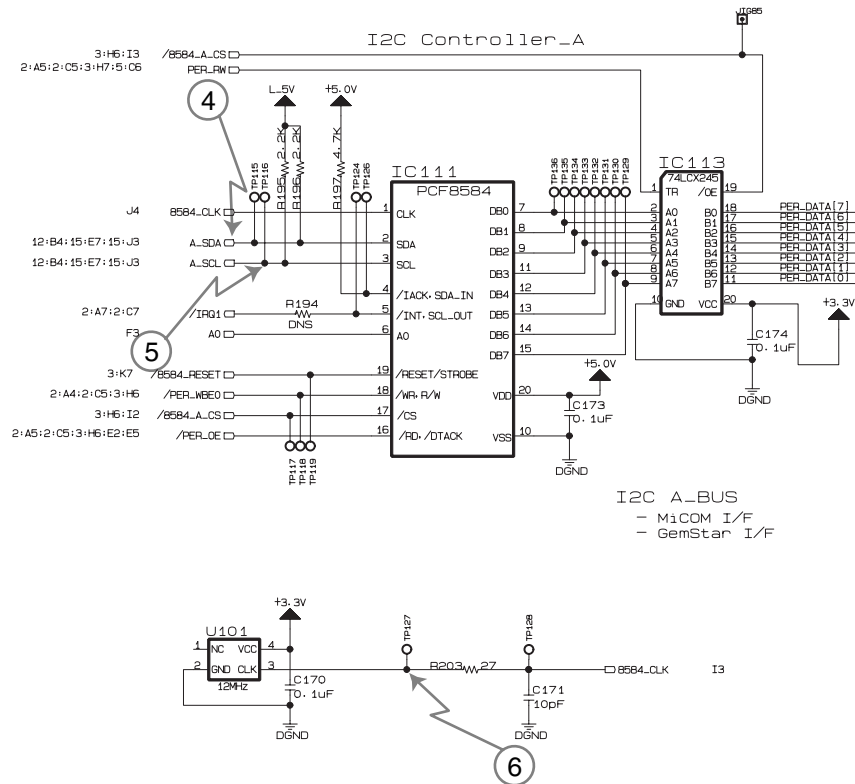 JIG85
I2C Controller_A
3:H6:I3 /8584_A_CS
2:A5:2:C5:3:H7:5:C6 PER_RW
L_5V +5.0V
4
TP15
TP116
R195 2.2K
R196 2.2K
R197 4.7K
TP124
TP126
IC111
PCF8584
TP136
TP135
TP134
TP133
TP132
TP131
TP130
TP129
IC113
74LCX245
1 TR /OE 19
J4 8584_CLK 1 CLK DB0 7
2 A0 B0 18 PER_DATA[7]
3 A1 B1 17 PER_DATA[6]
DB1 8
4 A2 B2 16 PER_DATA[5]
12:B4:15:E7:15:J3 A_SDA 2 SDA
5 A3 B3 15 PER_DATA[4]
DB2 9
6 A4 B4 14 PER_DATA[3]
12:B4:15:E7:15:J3 A_SCL 3 SCL
7 A5 B5 13 PER_DATA[2]
DB3 11
8 A6 B6 12 PER_DATA[1]
9 A7 B7 11 PER_DATA[0]
4 /IACK,SDA_IN DB4 12
10 GND VCC 20 +3.3V
2:A7:2:C7 /IRQ1 R194 DNS 5 /INT,SCL_OUT DB5 13
5
F3 A0 6 A0 DB6 14
C174
0.1uF
DB7 15
3:K7 /8584_RESET 19 /RESET/STROBE
+5.0V
DGND
2:A4:2:C5:3:H6 /PER_WBE0 18 /WR,R/W VDD 20
3:H6:I2 /8584_A_CS 17 /CS
C173
0.1uF
2:A5:2:C5:3:H6:E2:E5 /PER_OE 16 /RD,/DTACK VSS 10
TP117
TP118
TP119
DGND
I2C A_BUS
- MiCOM I/F
- GemStar I/F
+3.3V
U101
TP127
TP128
1 NC VCC 4
2 GND CLK 3
12MHz
R203 27
8584_CLK I3
C170
0.1uF
C171
10pF
DGND
DGND
6